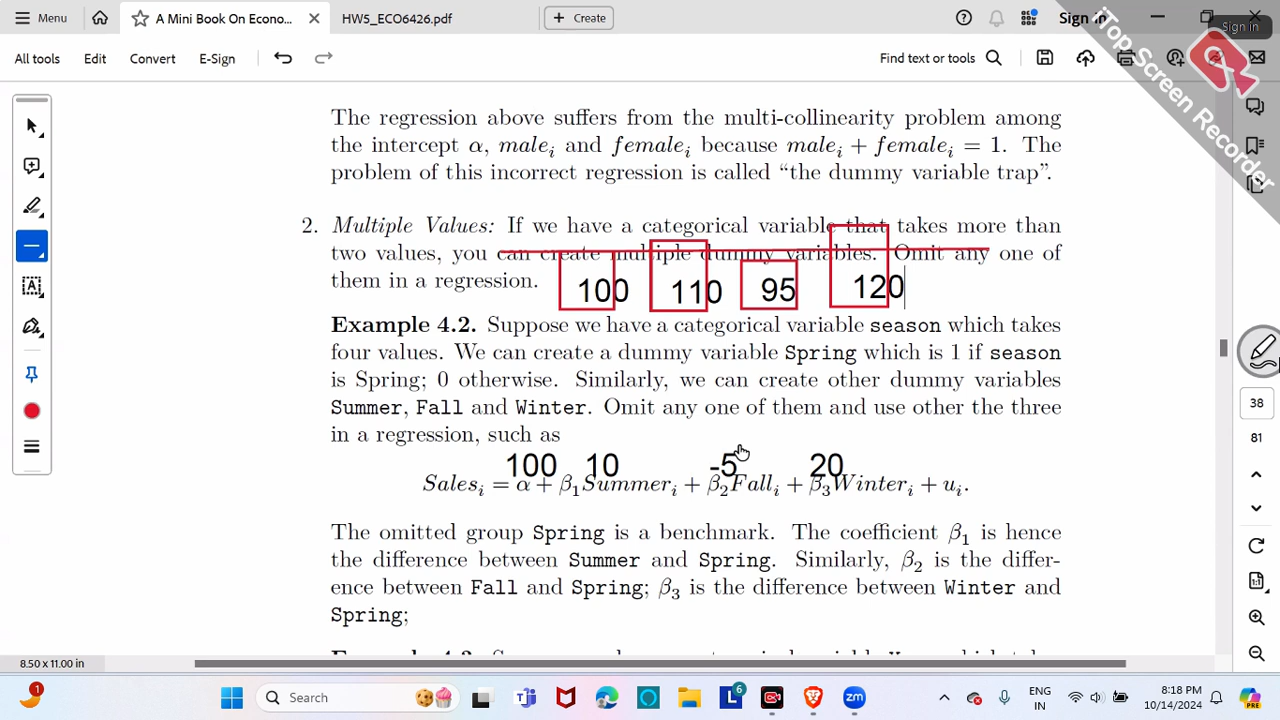 Menu
A Mini Book On Econo...
HW5_ECO6426.pdf
Create
Sign in
Sign in
All tools
Edit
Convert
E-Sign
Find text or tools
iTop Screen Recorder
The regression above suffers from the multi-collinearity problem among
the intercept α, maleᵢ and femaleᵢ because maleᵢ + femaleᵢ = 1. The
problem of this incorrect regression is called “the dummy variable trap”.
2. Multiple Values: If we have a categorical variable that takes more than
two values, you can create multiple dummy variables. Omit any one of
them in a regression.
100 110 95 120
Example 4.2. Suppose we have a categorical variable season which takes
four values. We can create a dummy variable Spring which is 1 if season
is Spring; 0 otherwise. Similarly, we can create other dummy variables
Summer, Fall and Winter. Omit any one of them and use other the three
in a regression, such as
100 10 -5 20
Salesᵢ = α + β₁Summerᵢ + β₂Fallᵢ + β₃Winterᵢ + uᵢ.
The omitted group Spring is a benchmark. The coefficient β₁ is hence
the difference between Summer and Spring. Similarly, β₂ is the differ-
ence between Fall and Spring; β₃ is the difference between Winter and
Spring;
38
81
8.50 x 11.00 in
1
Search
6
ENG
IN
8:18 PM
10/14/2024
PRE